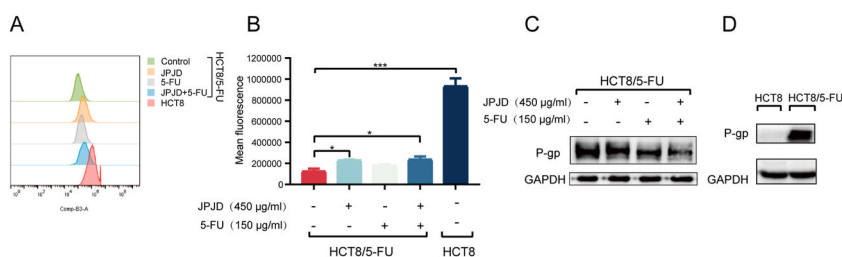 A
Control
JPJD
5-FU
JPJD+5-FU
HCT8
HCT8/5-FU
Comp-B3-A
B
Mean fluorescence
1200000
1000000
800000
600000
400000
200000
0
***
*
*
JPJD (450 μg/ml) - + - + -
5-FU (150 μg/ml) - - + + -
HCT8/5-FU HCT8
C
HCT8/5-FU
JPJD (450 μg/ml) - + - +
5-FU (150 μg/ml) - - + +
P-gp
GAPDH
D
HCT8 HCT8/5-FU
P-gp
GAPDH